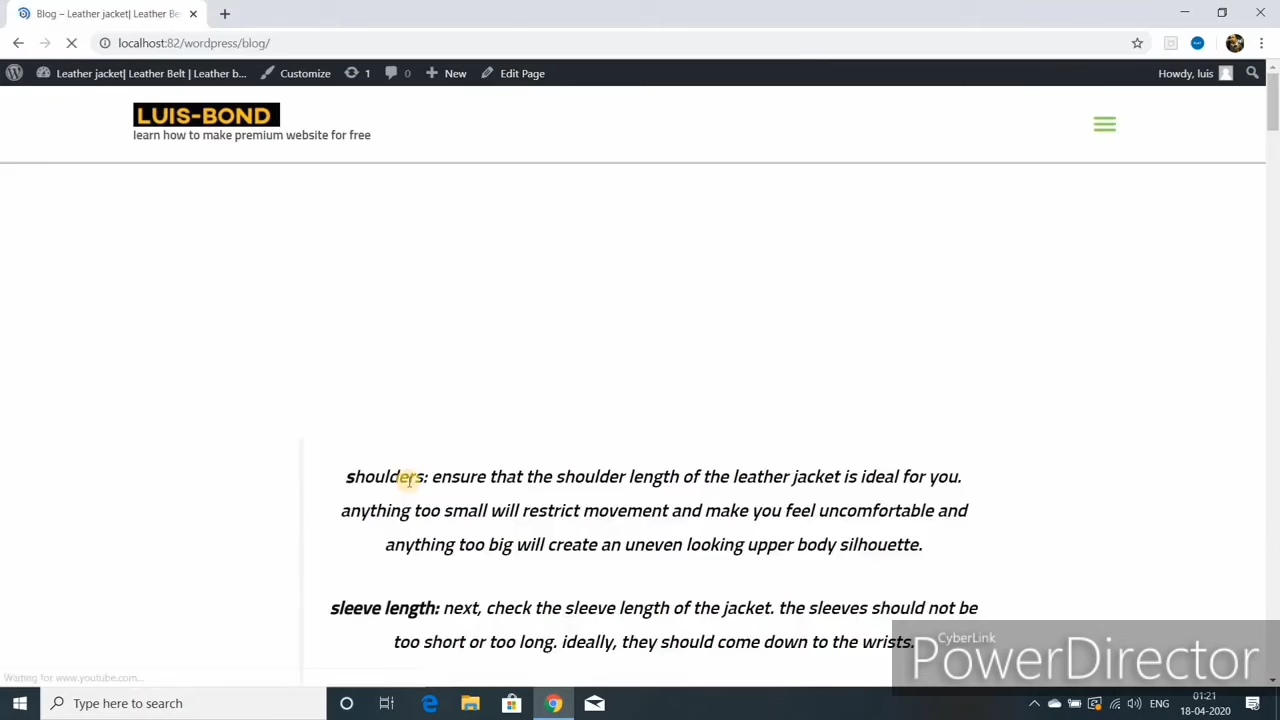 Blog – Leather jacket| Leather Be
localhost:82/wordpress/blog/
Leather jacket| Leather Belt | Leather b...
Customize
1
0
New
Edit Page
Howdy, luis
LUIS-BOND
learn how to make premium website for free
shoulders: ensure that the shoulder length of the leather jacket is ideal for you.
anything too small will restrict movement and make you feel uncomfortable and
anything too big will create an uneven looking upper body silhouette.
sleeve length: next, check the sleeve length of the jacket. the sleeves should not be
too short or too long. ideally, they should come down to the wrists.
CyberLink
PowerDirector
Waiting for www.youtube.com...
Type here to search
ENG
01:21
18-04-2020